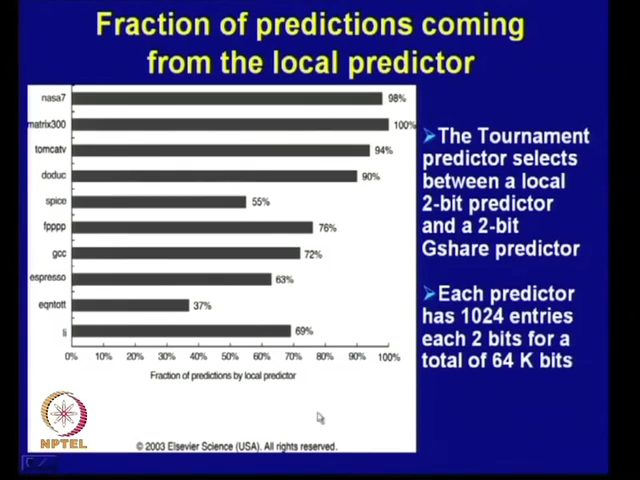 Fraction of predictions coming
from the local predictor
nasa7 98%
matrix300 100%
tomcatv 94%
doduc 90%
spice 55%
fpppp 76%
gcc 72%
espresso 63%
eqntott 37%
li 69%
0% 10% 20% 30% 40% 50% 60% 70% 80% 90% 100%
Fraction of predictions by local predictor
© 2003 Elsevier Science (USA). All rights reserved.
NPTEL
The Tournament
predictor selects
between a local
2-bit predictor
and a 2-bit
Gshare predictor
Each predictor
has 1024 entries
each 2 bits for a
total of 64 K bits